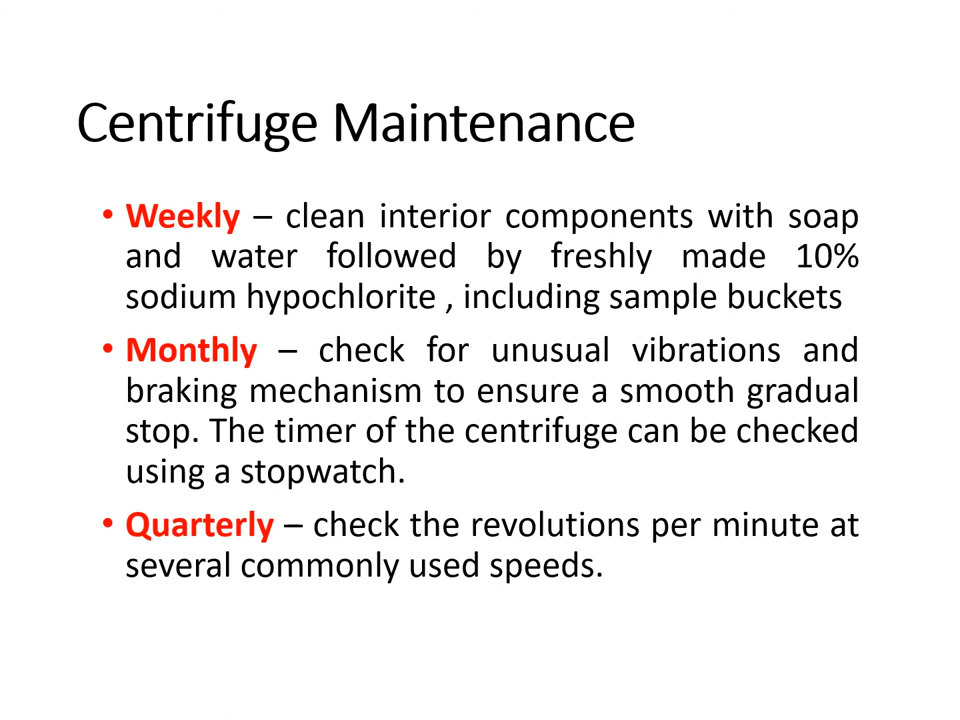 Centrifuge Maintenance
• Weekly – clean interior components with soap
and water followed by freshly made 10%
sodium hypochlorite , including sample buckets
• Monthly – check for unusual vibrations and
braking mechanism to ensure a smooth gradual
stop. The timer of the centrifuge can be checked
using a stopwatch.
• Quarterly – check the revolutions per minute at
several commonly used speeds.